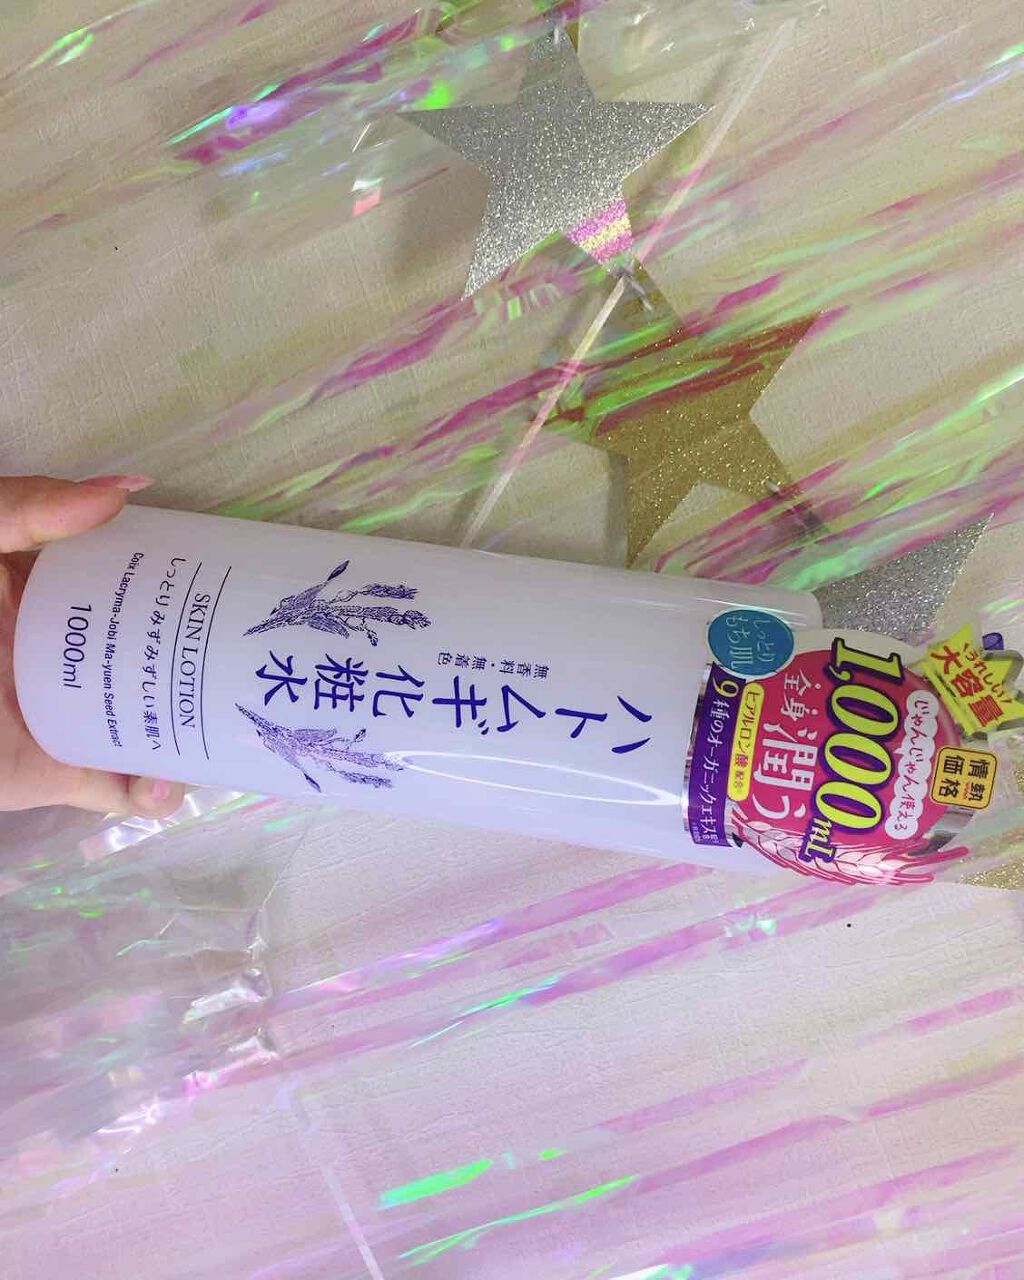 うれしい
大容量
情熱
価格
じゃんじゃん使える
1,000mL
全身潤う
しっとり
もち肌
ヒアルロン酸配合
9種のオーガニックエキス
ハトムギ化粧水
無香料・無着色
SKIN LOTION
しっとりみずみずしい素肌へ
Coix Lacryma-Jobi Ma-yuen Seed Extract
1000ml